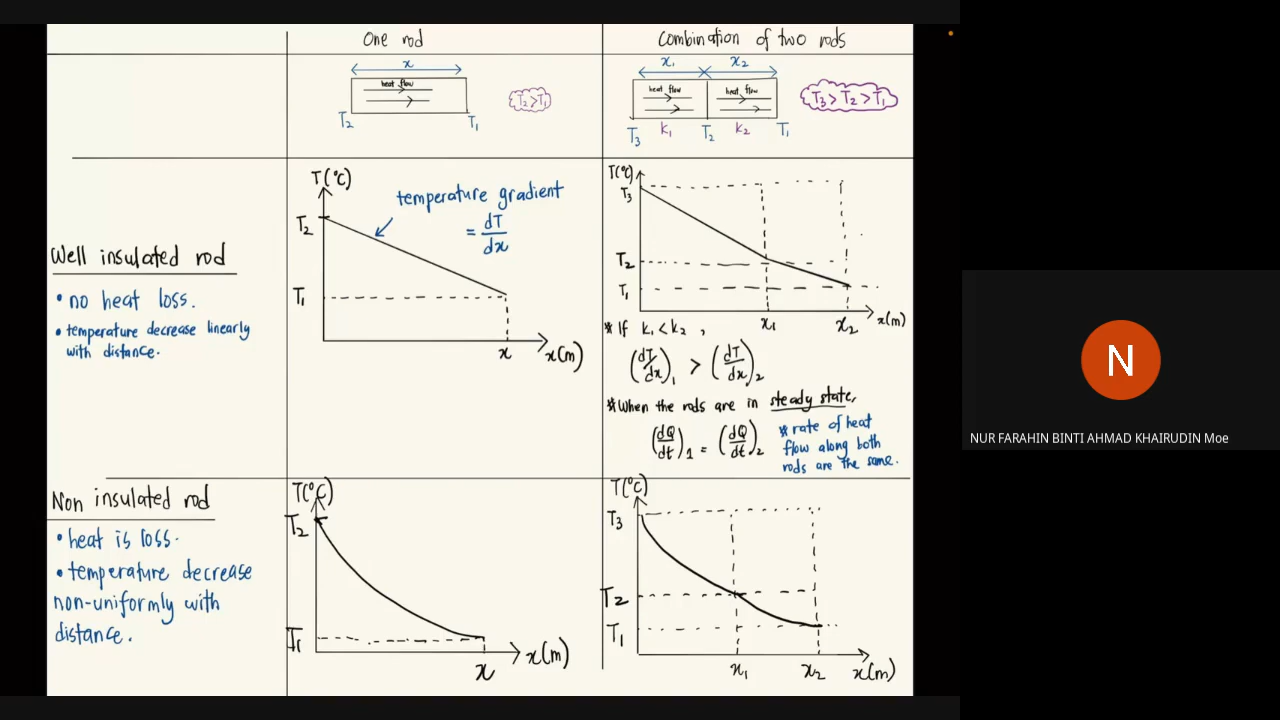 One rod
Combination of two rods
x
heat flow
T₂
T₁
T₂>T₁
x₁
x₂
heat flow
heat flow
T₃
k₁
T₂
k₂
T₁
T₃>T₂>T₁
Well insulated rod
• no heat loss.
• temperature decrease linearly
with distance.
T(°C)
T₂
T₁
temperature gradient
= dT/dx
x
x(m)
T(°C)
T₃
T₂
T₁
x₁
x₂
x(m)
* If k₁<k₂ ,
(dT/dx)₁ > (dT/dx)₂
*When the rods are in steady state,
(dQ/dt)₁ = (dQ/dt)₂
* rate of heat
flow along both
rods are the same.
Non insulated rod
• heat is loss.
• temperature decrease
non-uniformly with
distance.
T(°C)
T₂
T₁
x
x(m)
T(°C)
T₃
T₂
T₁
x₁
x₂
x(m)
N
NUR FARAHIN BINTI AHMAD KHAIRUDIN Moe